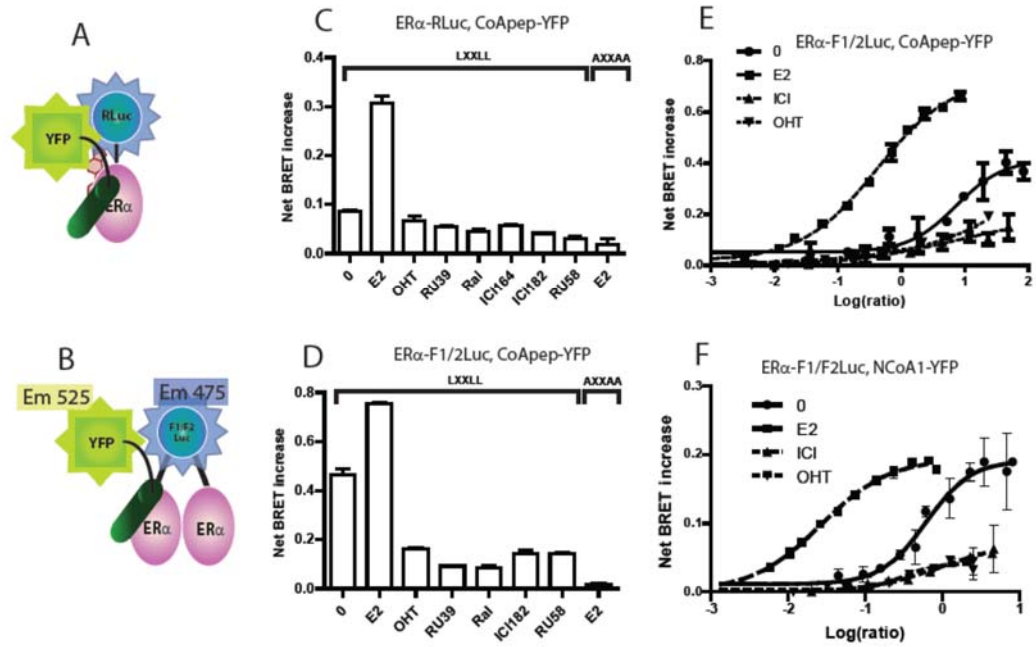 A
YFP
RLuc
ERα
B
Em 525
Em 475
YFP
F1/F2
Luc
ERα
ERα
C
ERα-RLuc, CoApep-YFP
LXXLL
AXXAA
Net BRET increase
0.4
0.3
0.2
0.1
0.0
0
E2
OHT
RU39
Ral
ICI164
ICI182
RU58
E2
D
ERα-F1/2Luc, CoApep-YFP
LXXLL
AXXAA
Net BRET increase
0.8
0.6
0.4
0.2
0.0
0
E2
OHT
RU39
Ral
ICI182
RU58
E2
E
ERα-F1/2Luc, CoApep-YFP
0
E2
ICI
OHT
Net BRET increase
0.8
0.6
0.4
0.2
0.0
-3 -2 -1 0 1 2
Log(ratio)
F
ERα-F1/F2Luc, NCoA1-YFP
0
E2
ICI
OHT
Net BRET increase
0.3
0.2
0.1
0.0
-3 -2 -1 0 1
Log(ratio)